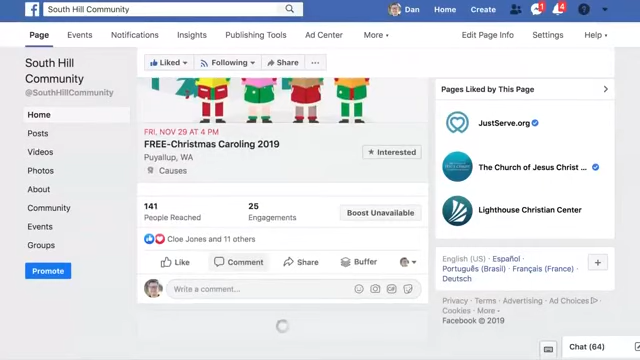 South Hill Community
Dan
Home
Create
1
4
Page
Events
Notifications
Insights
Publishing Tools
Ad Center
More
Edit Page Info
Settings
Help
South Hill
Community
@SouthHillCommunity
Home
Posts
Videos
Photos
About
Community
Events
Groups
Promote
Liked
Following
Share
FRI, NOV 29 AT 4 PM
FREE-Christmas Caroling 2019
Puyallup, WA
Causes
Interested
141
People Reached
25
Engagements
Boost Unavailable
Cloe Jones and 11 others
Like
Comment
Share
Buffer
Write a comment...
GIF
Pages Liked by This Page
JustServe.org
The Church of Jesus Christ ...
Lighthouse Christian Center
English (US) · Español ·
Português (Brasil) · Français (France) ·
Deutsch
Privacy · Terms · Advertising · Ad Choices
Cookies · More
Facebook © 2019
Chat (64)